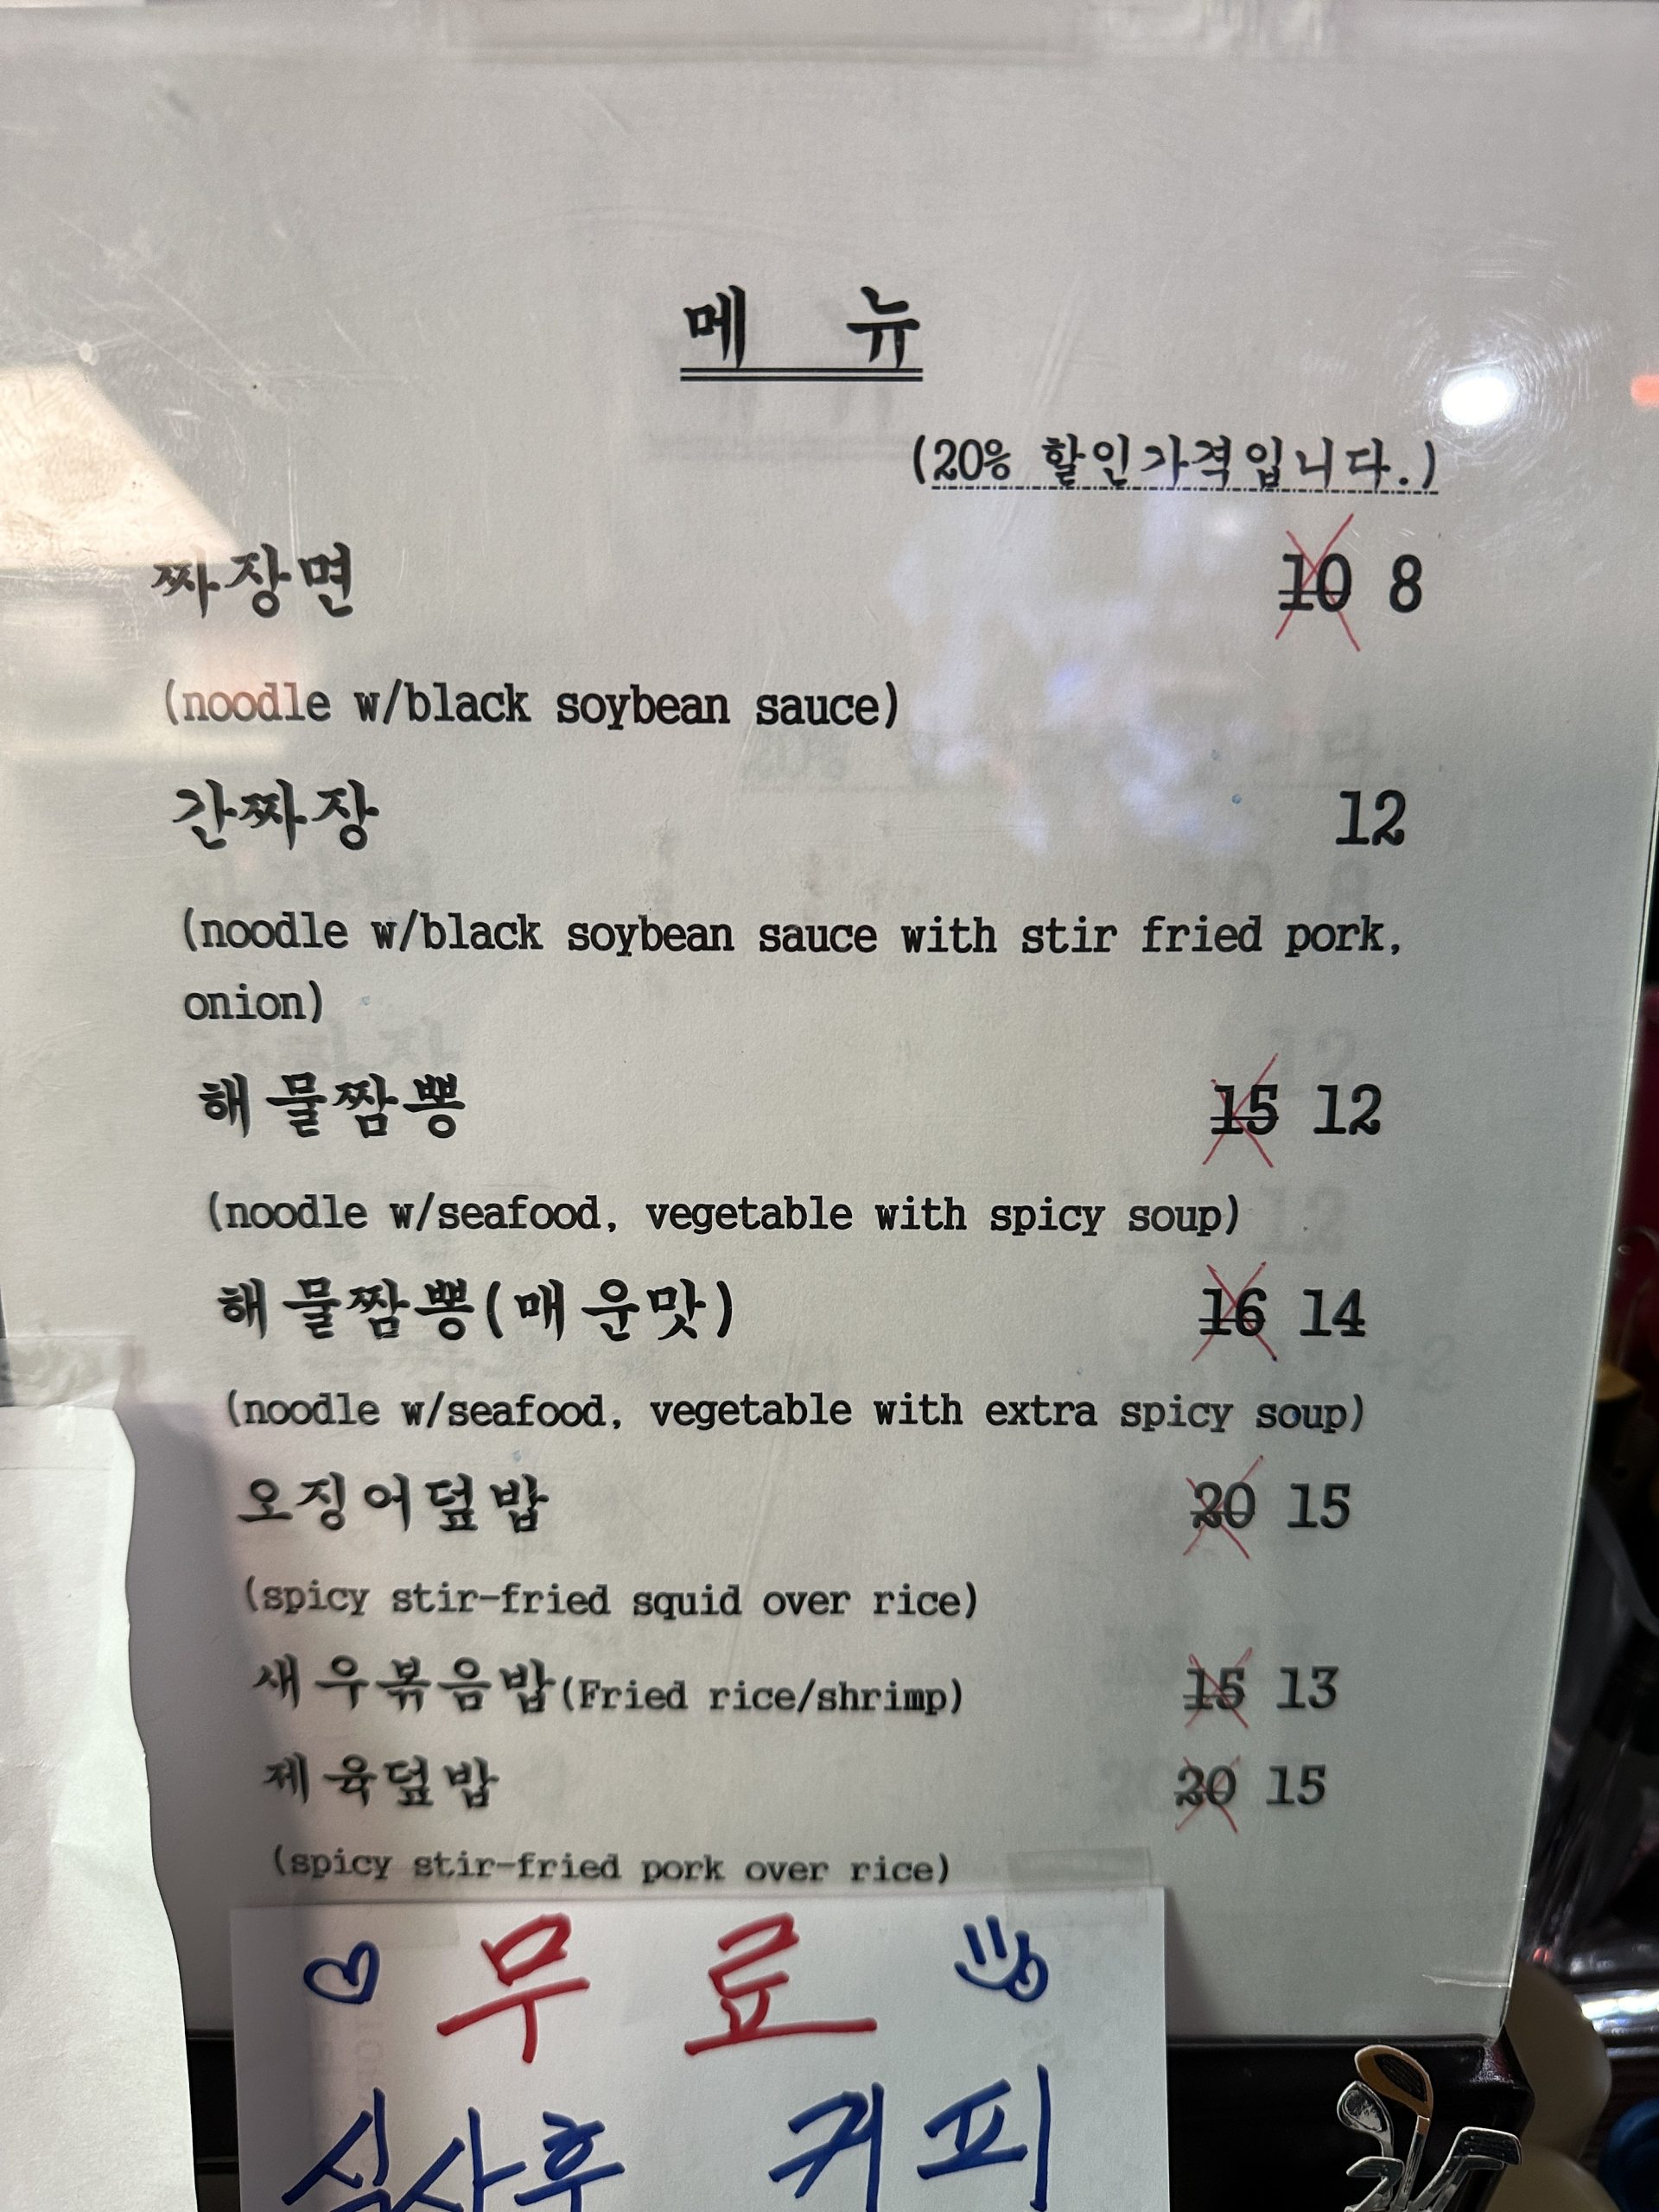 메 뉴
(20% 할인가격입니다.)
짜장면 10 8
(noodle w/black soybean sauce)
간짜장 12
(noodle w/black soybean sauce with stir fried pork,
onion)
해물짬뽕 15 12
(noodle w/seafood, vegetable with spicy soup)
해물짬뽕(매운맛) 16 14
(noodle w/seafood, vegetable with extra spicy soup)
오징어덮밥 20 15
(spicy stir-fried squid over rice)
새우볶음밥(Fried rice/shrimp) 15 13
제육덮밥 20 15
(spicy stir-fried pork over rice)
무료
식사후 커피